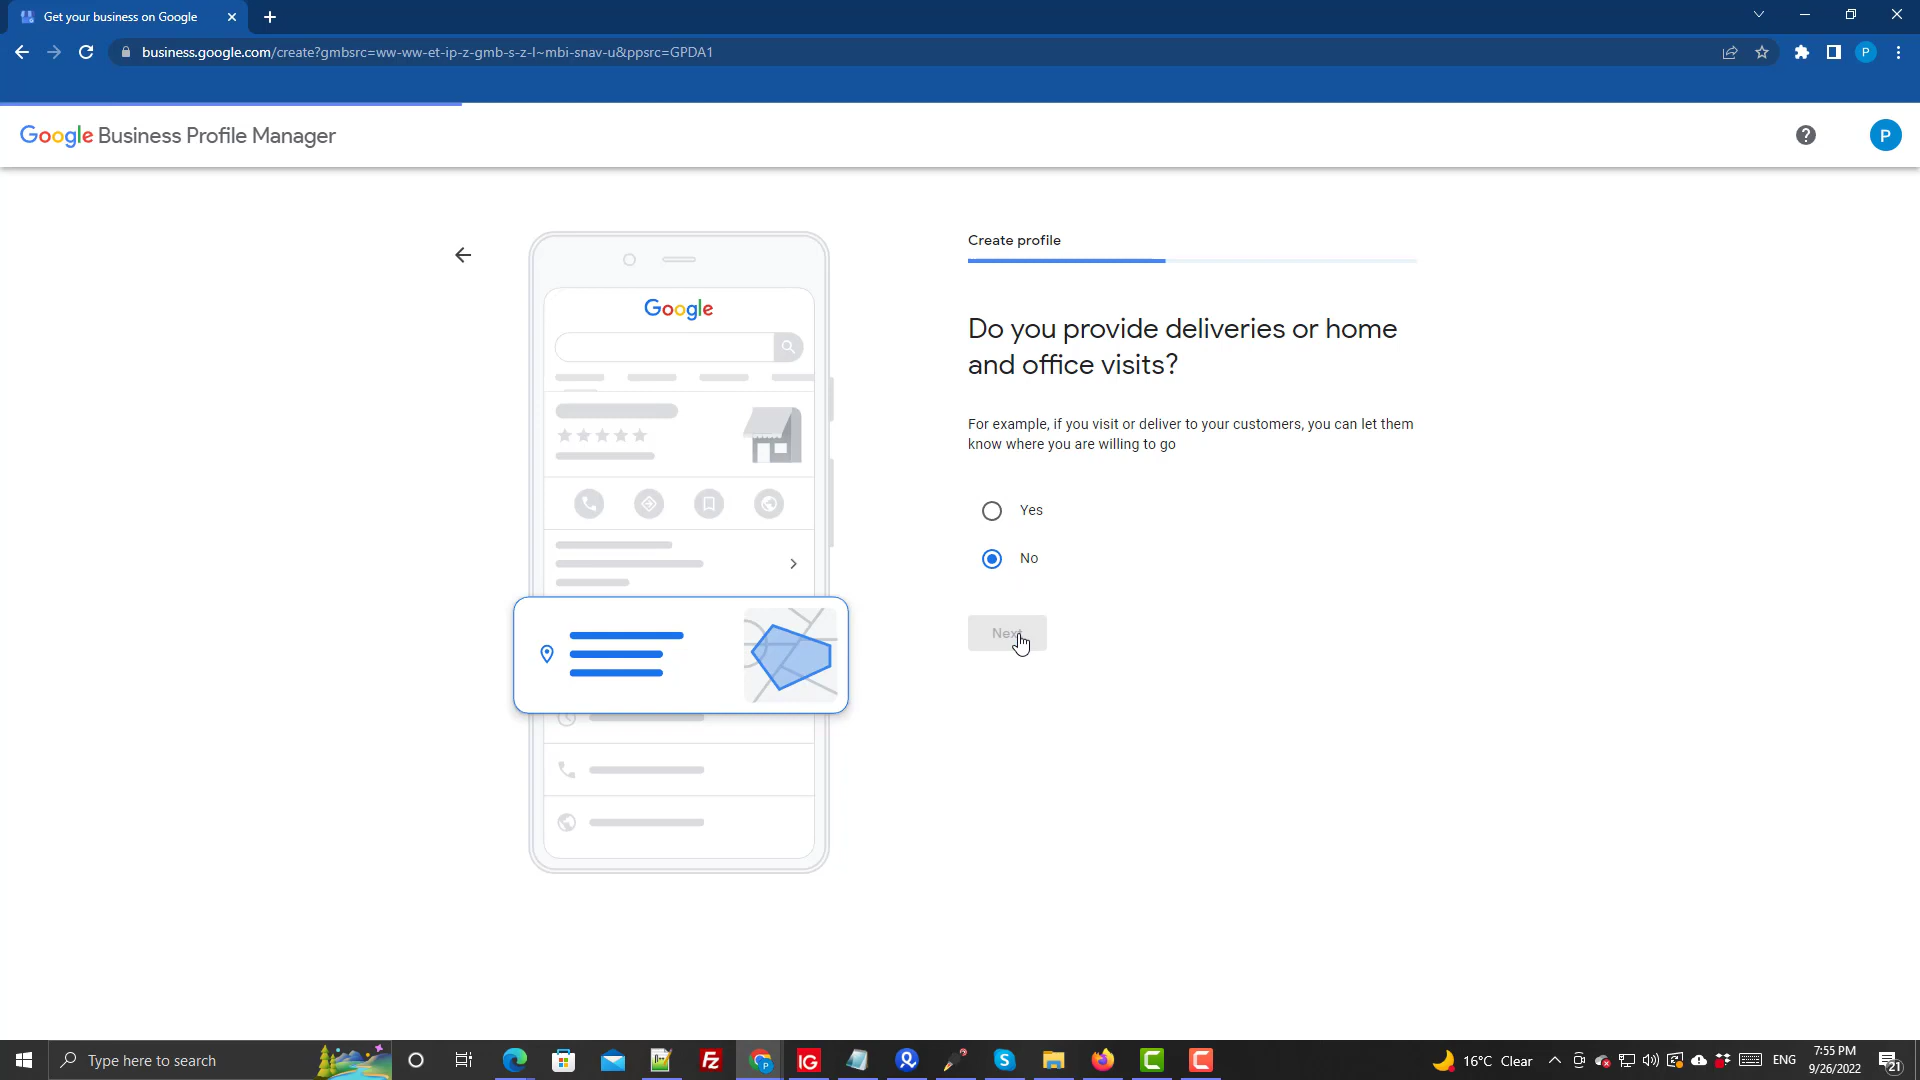 Get your business on Google
business.google.com/create?gmbsrc=ww-ww-et-ip-z-gmb-s-z-l~mbi-snav-u&ppsrc=GPDA1
P
Google Business Profile Manager
P
Create profile
Google
Do you provide deliveries or home
and office visits?
For example, if you visit or deliver to your customers, you can let them
know where you are willing to go
Yes
No
Next
Type here to search
16°C Clear
ENG
7:55 PM
9/26/2022
21